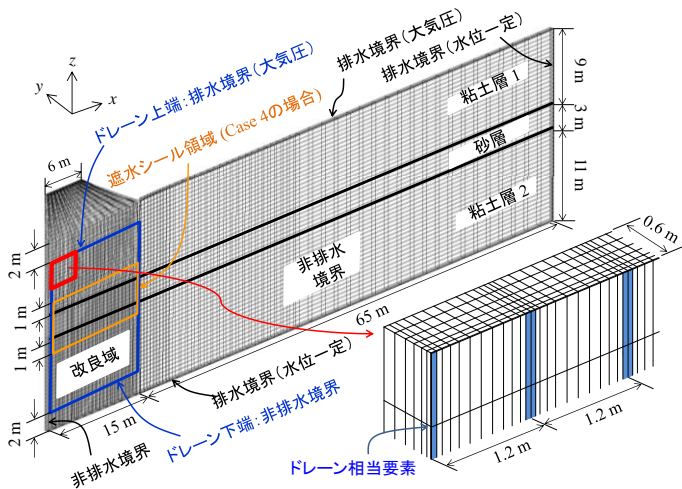 排水境界(大気圧)
排水境界(水位一定)
z
y
x
ドレーン上端:排水境界(大気圧)
遮水シール領域 (Case 4の場合)
6 m
粘土層 1
砂層
粘土層 2
9 m
3 m
11 m
2 m
1 m
1 m
2 m
非排水
境界
改良域
65 m
15 m
排水境界(水位一定)
ドレーン下端:非排水境界
非排水境界
0.6 m
1.2 m
1.2 m
ドレーン相当要素